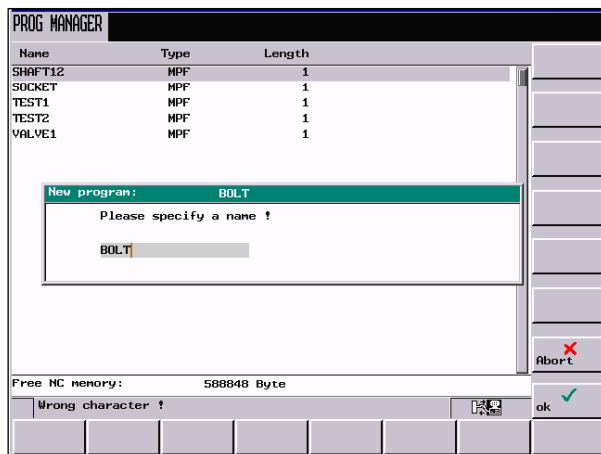 PROG MANAGER
Name Type Length
SHAFT12 MPF 1
SOCKET MPF 1
TEST1 MPF 1
TEST2 MPF 1
VALVE1 MPF 1
New program: BOLT
Please specify a name !
BOLT
Abort
Free NC memory: 588848 Byte
Wrong character !
ok